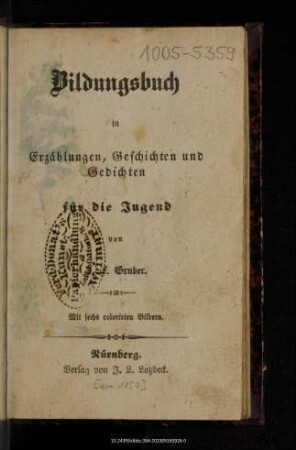 1005-5359
Bildungsbuch
in
Erzählungen, Geschichten und
Gedichten
für die Jugend
von
Gruber.
Mit sechs colorirten Bildern.
Nürnberg.
Verlag von J. L. Lotzbeck.